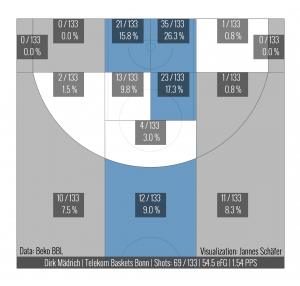 0 / 133
0.0 %
21 / 133
15.8 %
35 / 133
26.3 %
1 / 133
0.8 %
0 / 133
0.0 %
0 / 133
0.0 %
2 / 133
1.5 %
13 / 133
9.8 %
23 / 133
17.3 %
1 / 133
0.8 %
4 / 133
3.0 %
10 / 133
7.5 %
12 / 133
9.0 %
11 / 133
8.3 %
Data: Beko BBL
Visualization: Jannes Schäfer
Dirk Mädrich | Telekom Baskets Bonn | Shots: 69 / 133 | 54.5 eFG | 1.54 PPS